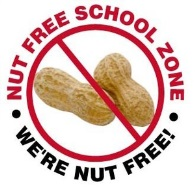 NUT FREE SCHOOL ZONE
• WE'RE NUT FREE! •